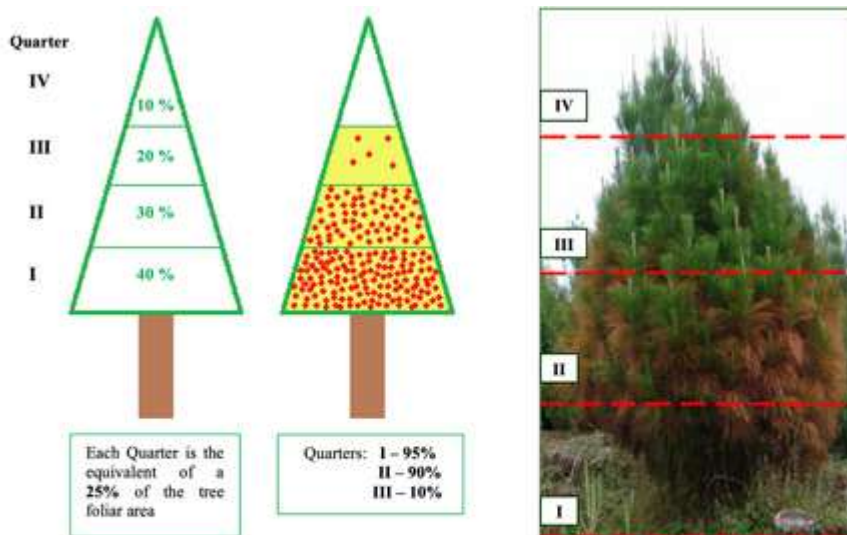 Quarter
IV
10 %
III
20 %
II
30 %
I
40 %
Each Quarter is the
equivalent of a
25% of the tree
foliar area
Quarters: I – 95%
II – 90%
III – 10%
IV
III
II
I